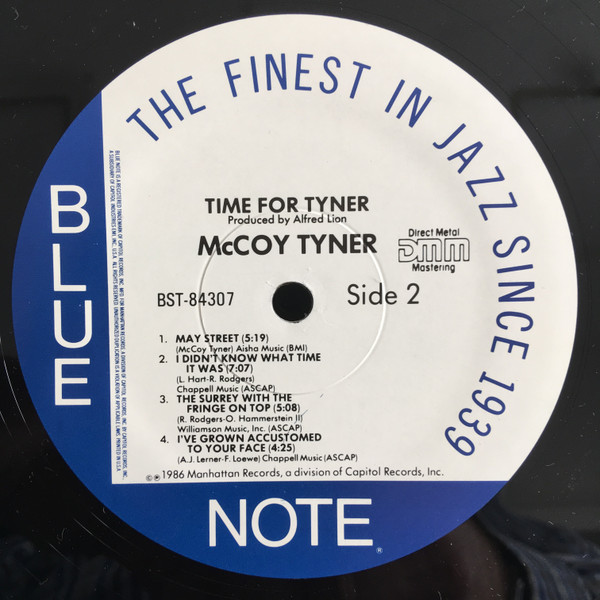 THE FINEST IN JAZZ SINCE 1939
BLUE
NOTE
®
TIME FOR TYNER
Produced by Alfred Lion
McCOY TYNER
Direct Metal
DMM
Mastering
BST-84307
Side 2
1. MAY STREET (5:19)
(McCoy Tyner) Aisha Music (BMI)
2. I DIDN'T KNOW WHAT TIME
IT WAS (7:07)
(L. Hart-R. Rodgers)
Chappell Music (ASCAP)
3. THE SURREY WITH THE
FRINGE ON TOP (5:08)
(R. Rodgers-O. Hammerstein II)
Williamson Music, Inc. (ASCAP)
4. I'VE GROWN ACCUSTOMED
TO YOUR FACE (4:25)
(A.J. Lerner-F. Loewe) Chappell Music (ASCAP)
©℗1986 Manhattan Records, a division of Capitol Records, Inc.